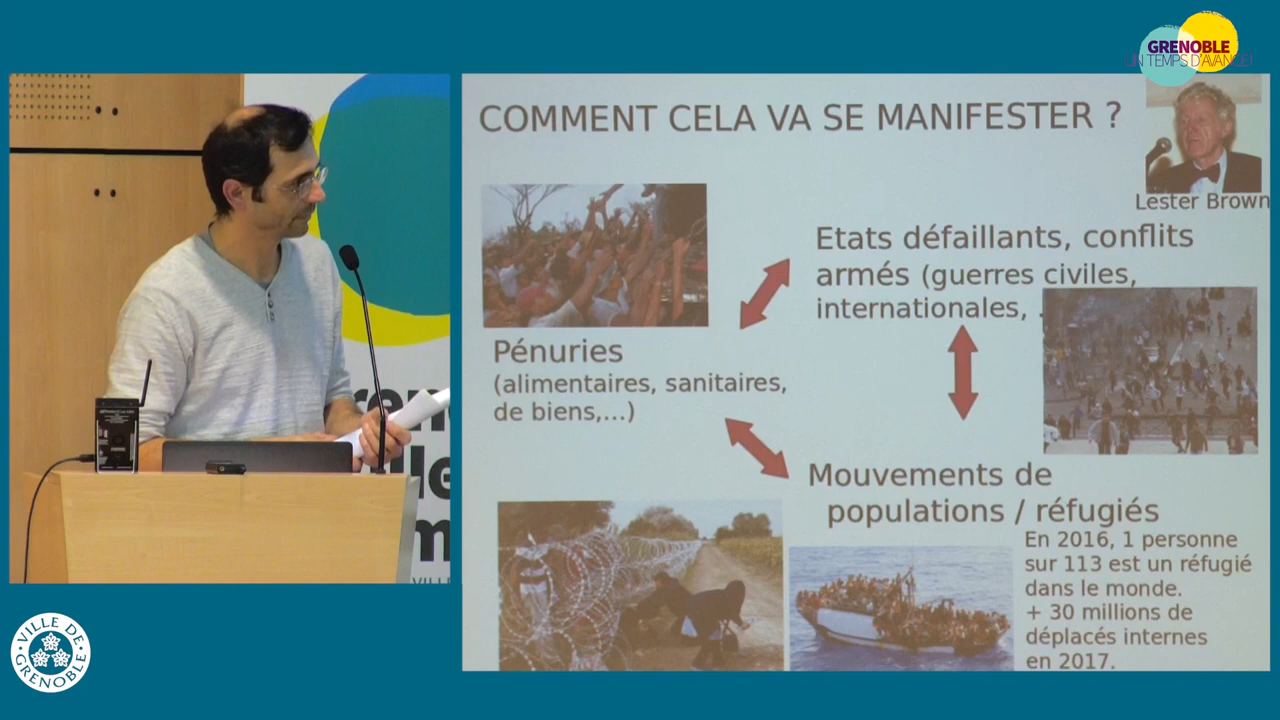 GRENOBLE
UN TEMPS D'AVANCE!
COMMENT CELA VA SE MANIFESTER ?
Lester Brown
Etats défaillants, conflits
armés (guerres civiles,
internationales, .
Pénuries
(alimentaires, sanitaires,
de biens,...)
Mouvements de
populations / réfugiés
En 2016, 1 personne
sur 113 est un réfugié
dans le monde.
+ 30 millions de
déplacés internes
en 2017.
VILLE DE
GRENOBLE